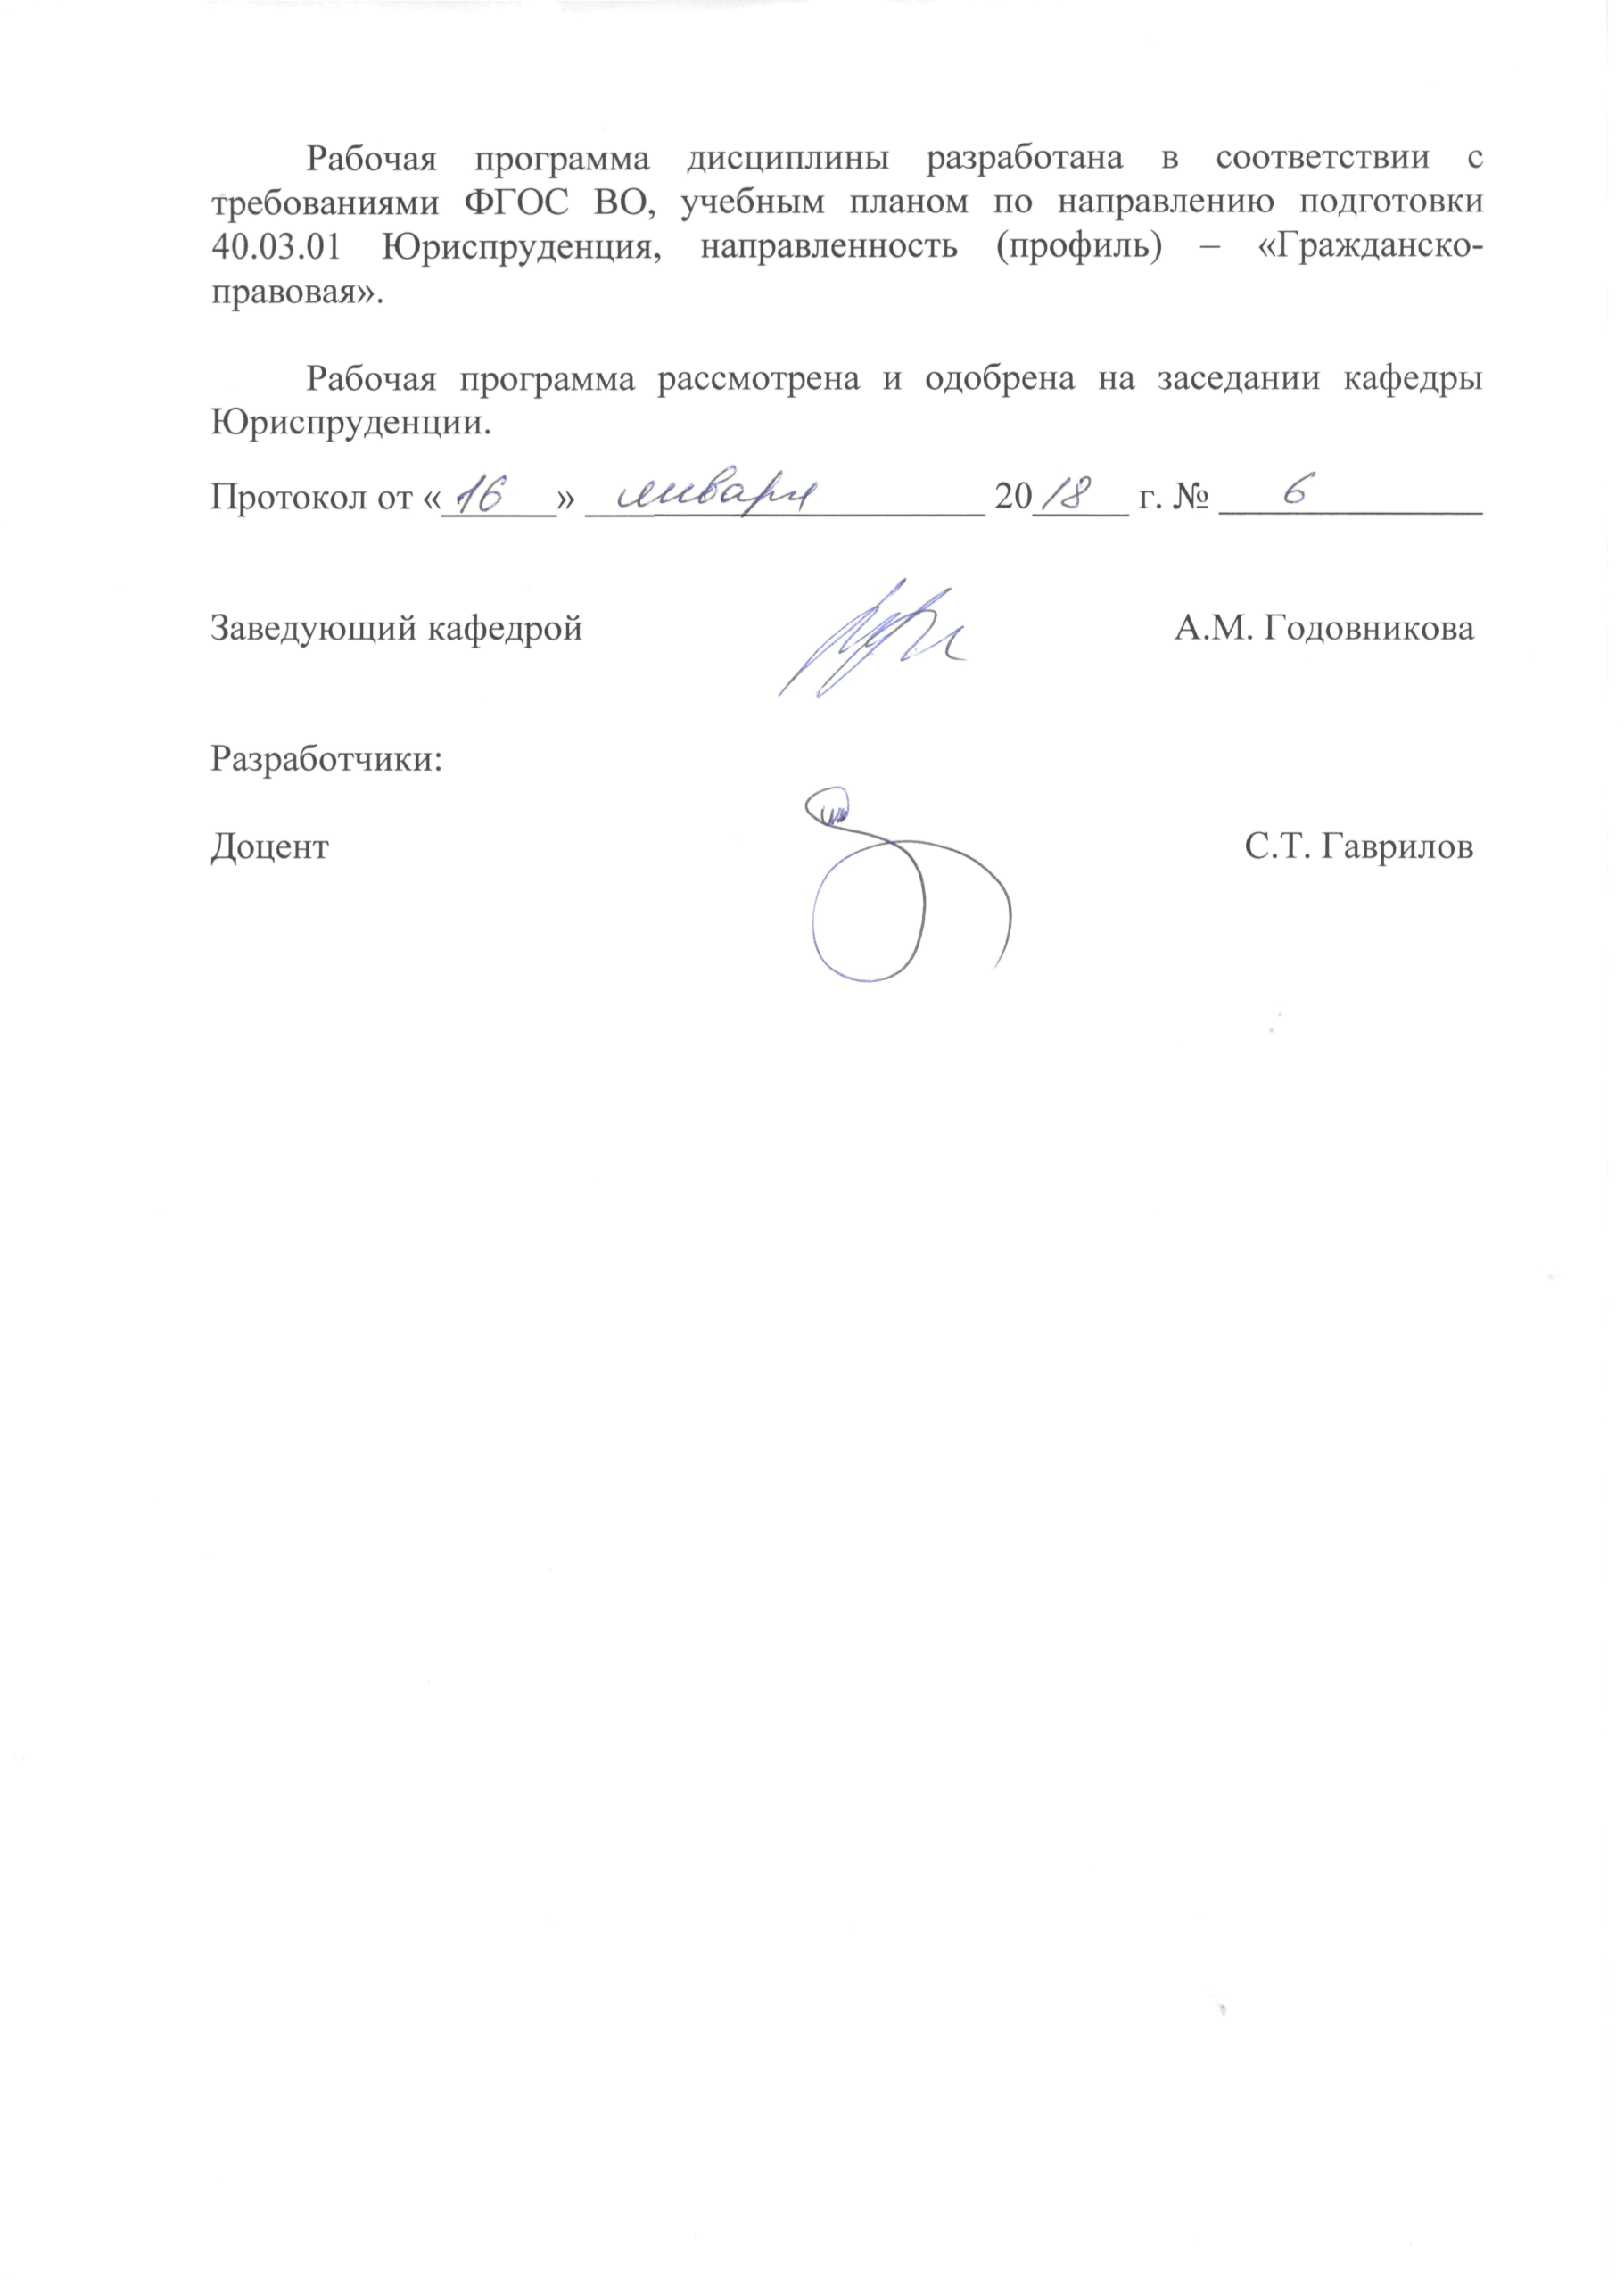 Рабочая программа дисциплины разработана в соответствии с
требованиями ФГОС ВО, учебным планом по направлению подготовки
40.03.01 Юриспруденция, направленность (профиль) – «Гражданско-
правовая».
Рабочая программа рассмотрена и одобрена на заседании кафедры
Юриспруденции.
Протокол от «16» января 2018 г. № 6
Заведующий кафедрой А.М. Годовникова
Разработчики:
Доцент С.Т. Гаврилов